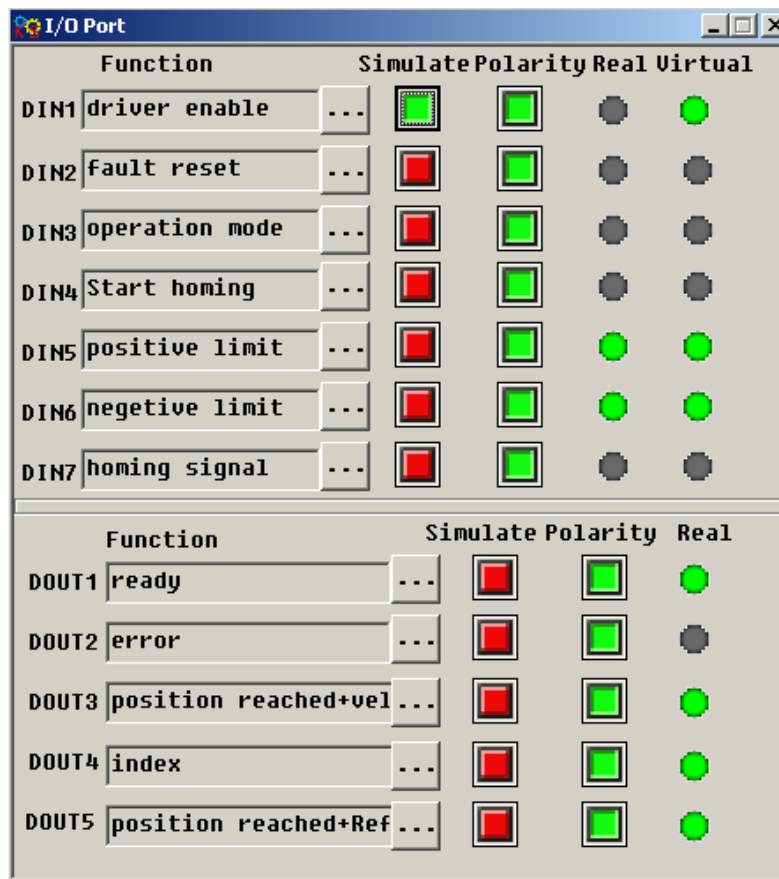 I/O Port
Function Simulate Polarity Real Virtual
DIN1 driver enable ...
DIN2 fault reset ...
DIN3 operation mode ...
DIN4 Start homing ...
DIN5 positive limit ...
DIN6 negetive limit ...
DIN7 homing signal ...
Function Simulate Polarity Real
DOUT1 ready ...
DOUT2 error ...
DOUT3 position reached+vel ...
DOUT4 index ...
DOUT5 position reached+Ref ...